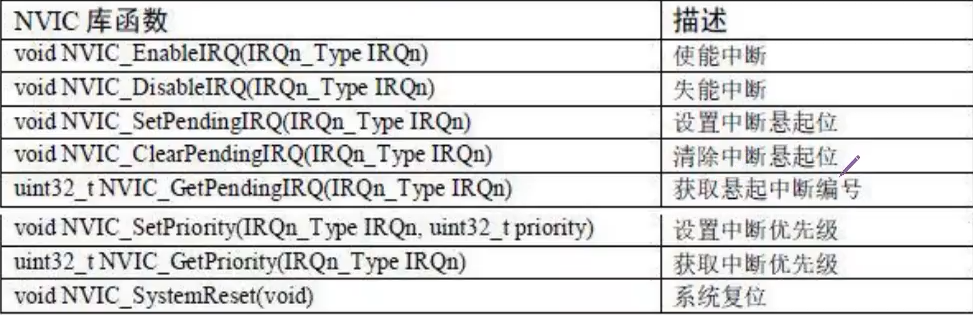 NVIC 库函数 描述
void NVIC_EnableIRQ(IRQn_Type IRQn) 使能中断
void NVIC_DisableIRQ(IRQn_Type IRQn) 失能中断
void NVIC_SetPendingIRQ(IRQn_Type IRQn) 设置中断悬起位
void NVIC_ClearPendingIRQ(IRQn_Type IRQn) 清除中断悬起位
uint32_t NVIC_GetPendingIRQ(IRQn_Type IRQn) 获取悬起中断编号
void NVIC_SetPriority(IRQn_Type IRQn, uint32_t priority) 设置中断优先级
uint32_t NVIC_GetPriority(IRQn_Type IRQn) 获取中断优先级
void NVIC_SystemReset(void) 系统复位